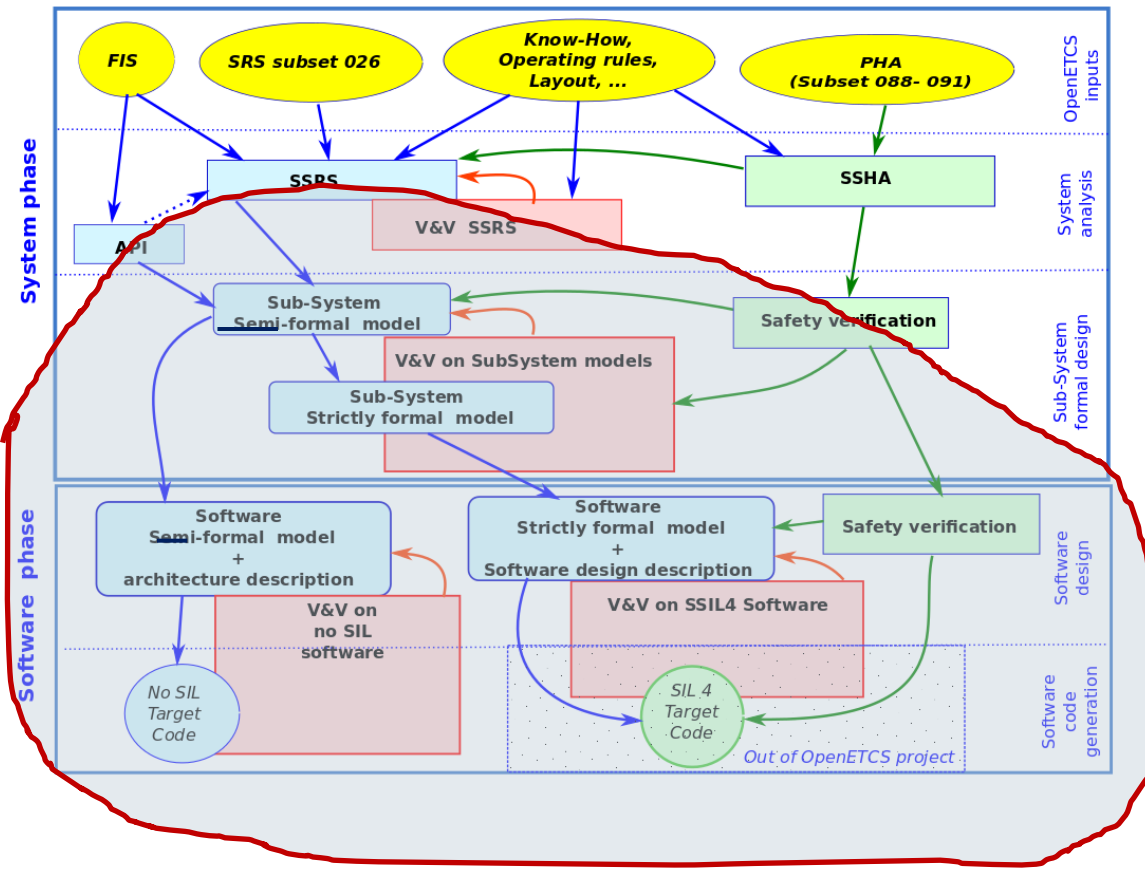 FIS
SRS subset 026
Know-How,
Operating rules,
Layout, ...
PHA
(Subset 088- 091)
OpenETCS
inputs
System phase
SSRS
SSHA
V&V SSRS
API
System
analysis
Sub-System
Semi-formal model
Safety verification
V&V on SubSystem models
Sub-System
Strictly formal model
Sub-System
formal design
Software phase
Software
Semi-formal model
+
architecture description
Software
Strictly formal model
+
Software design description
Safety verification
Software
design
V&V on
no SIL
software
V&V on SSIL4 Software
No SIL
Target
Code
SIL 4
Target
Code
Out of OpenETCS project
Software
code
generation